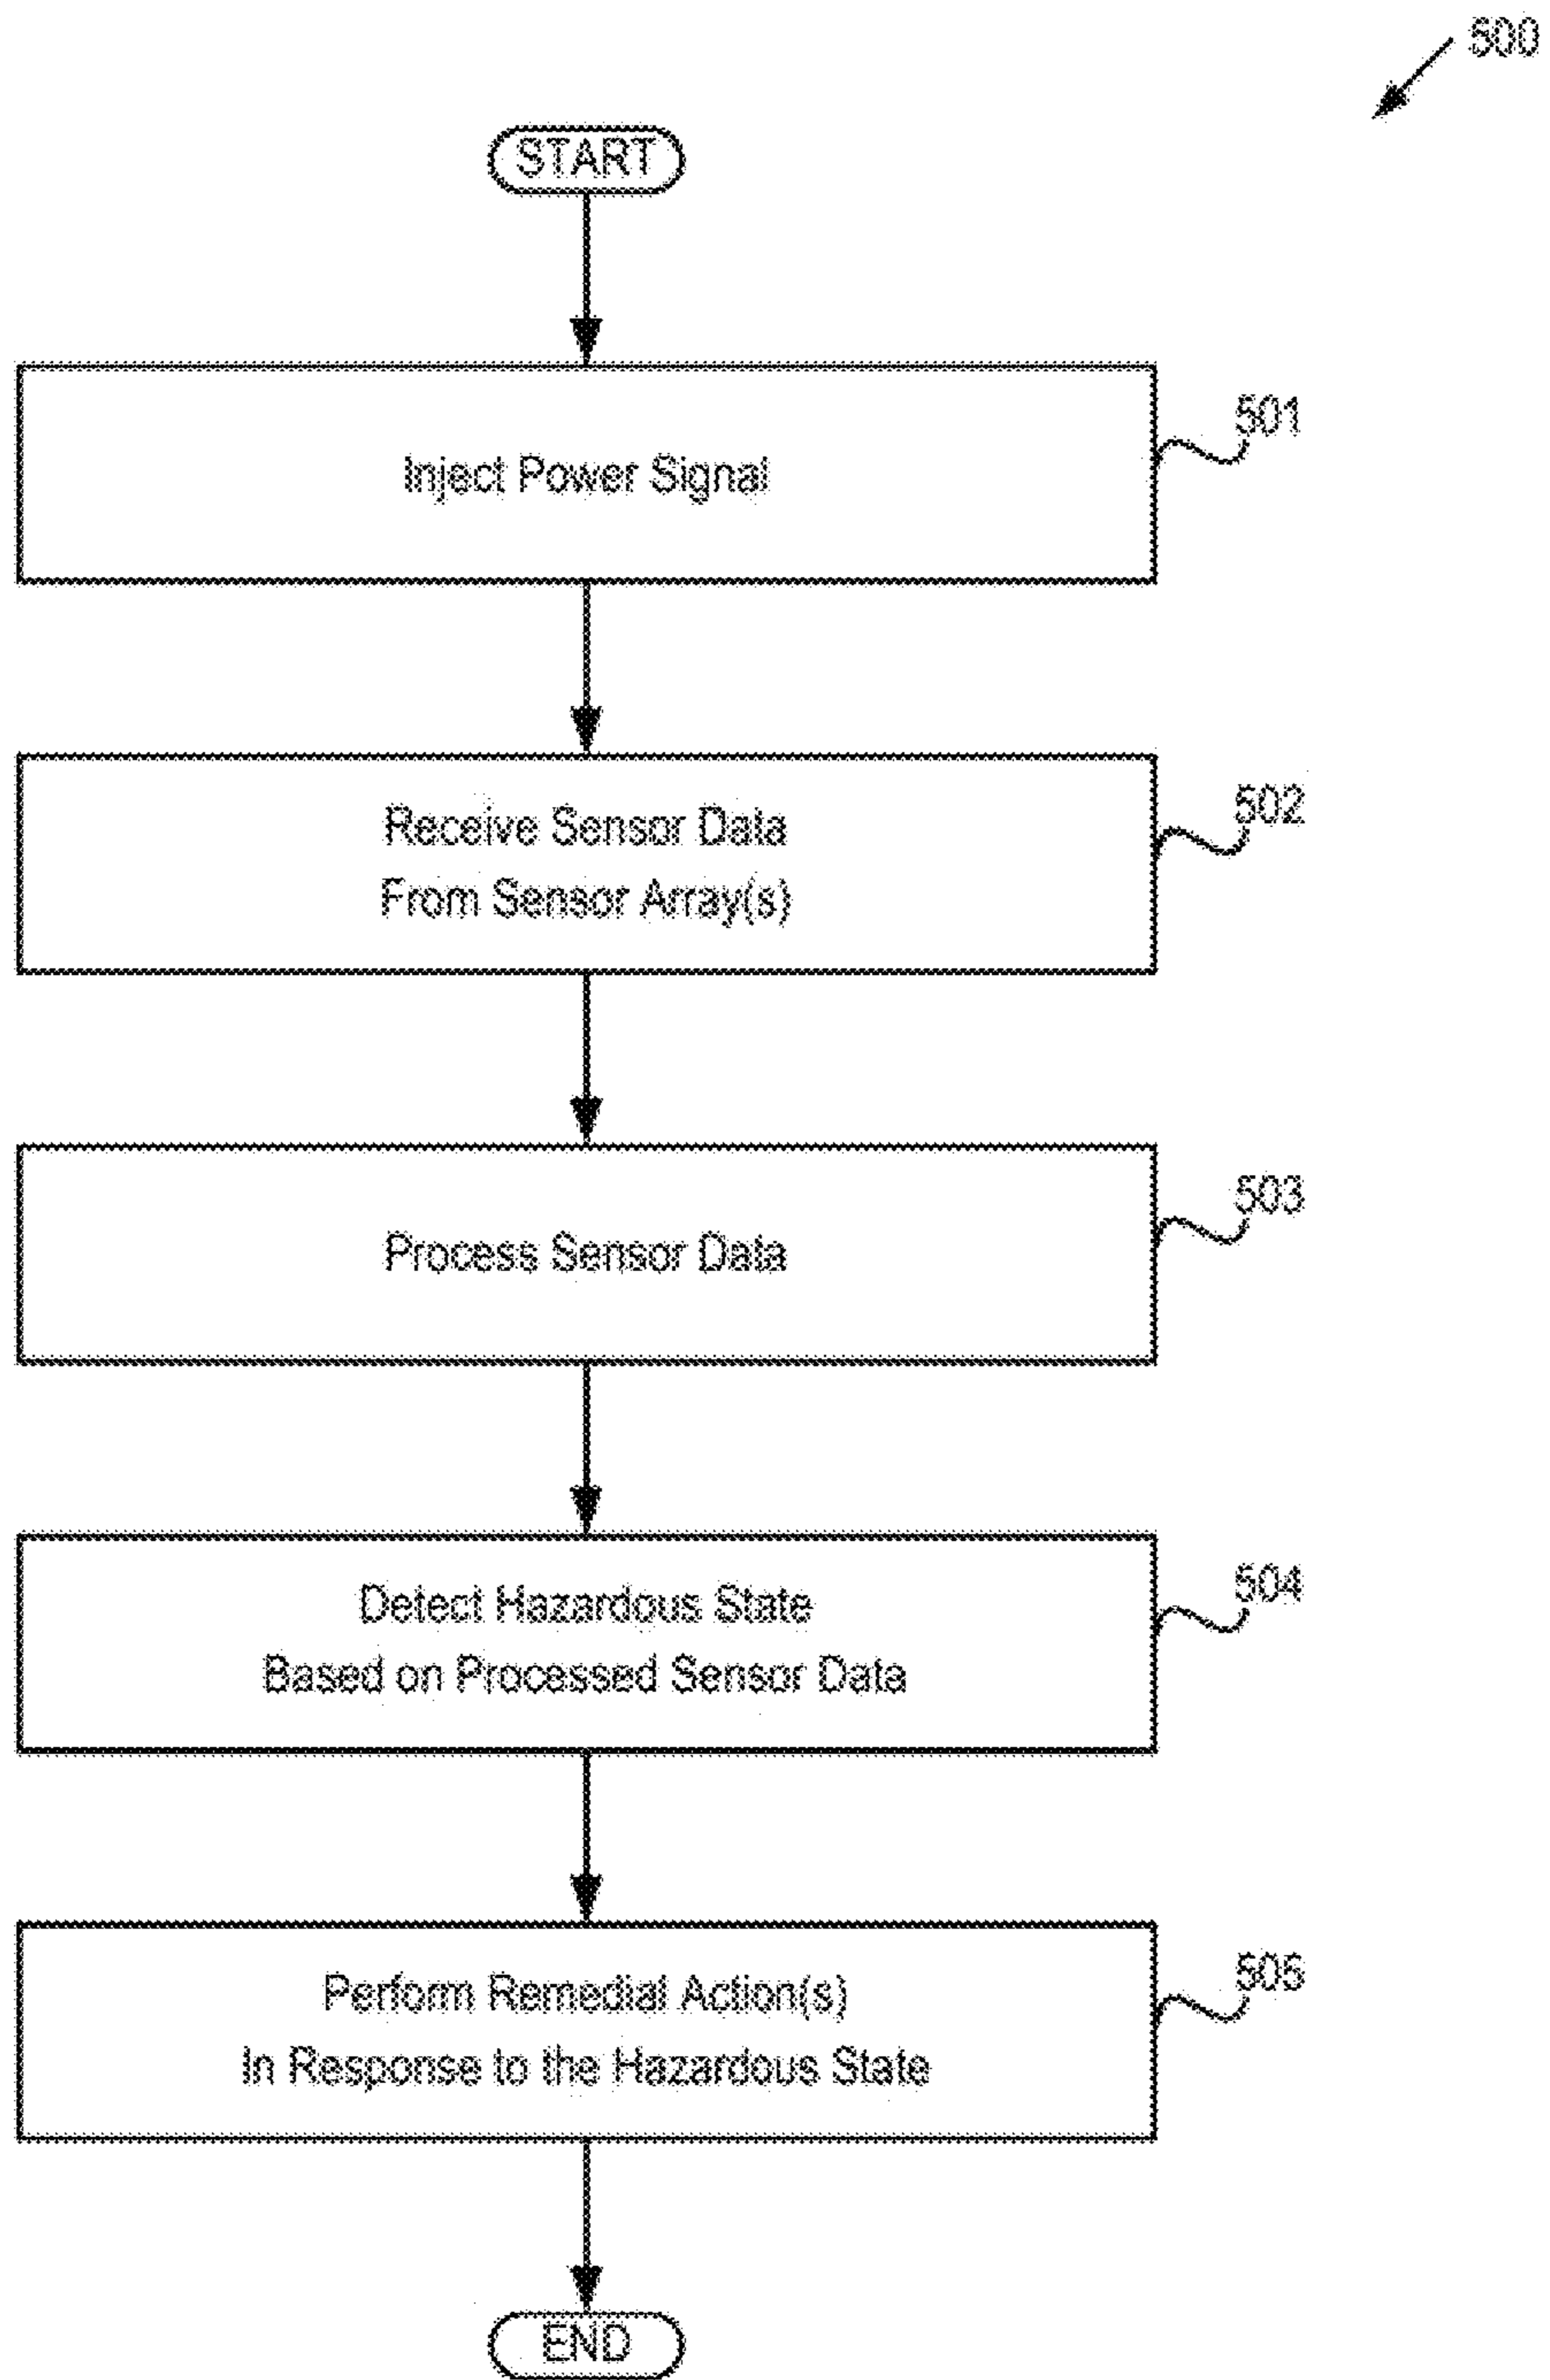 500
START
Inject Power Signal
501
Receive Sensor Data
From Sensor Array(s)
502
Process Sensor Data
503
Detect Hazardous State
Based on Processed Sensor Data
504
Perform Remedial Action(s)
In Response to the Hazardous State
505
END